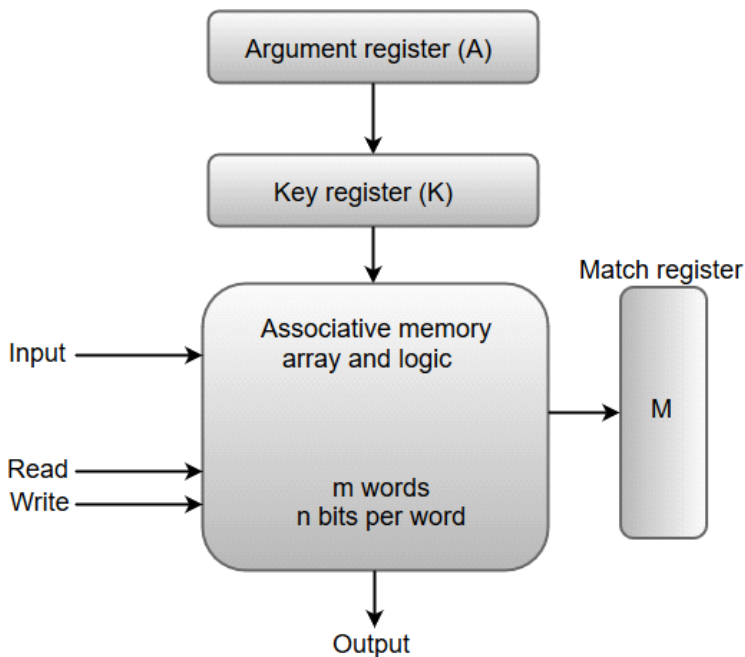 Argument register (A)
Key register (K)
Match register
Associative memory
array and logic
Input
M
Read
Write
m words
n bits per word
Output